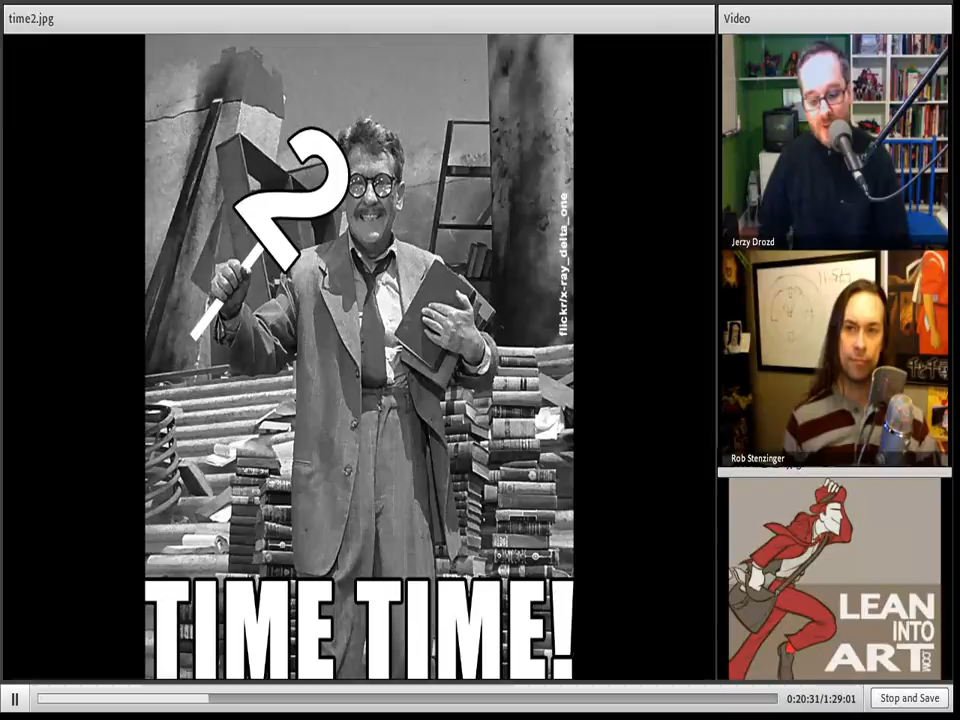 time2.jpg
2
flickr/x-ray_delta_one
TIME TIME!
Video
Jerzy Drozd
Rob Stenzinger
LEAN
INTO
ART
.COM
0:20:31/1:29:01
Stop and Save